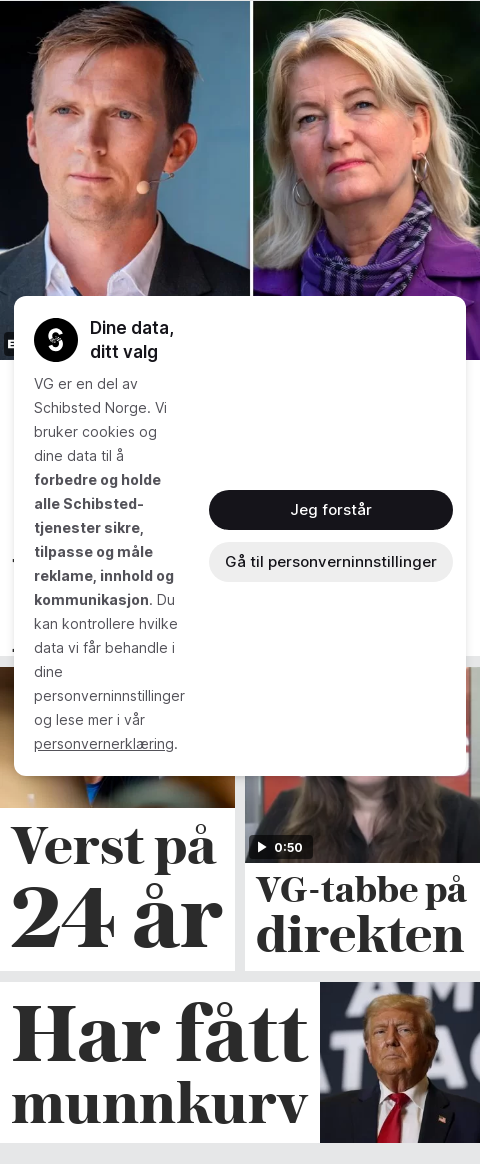 Dine data,
ditt valg
VG er en del av
Schibsted Norge. Vi
bruker cookies og
dine data til å
forbedre og holde
alle Schibsted-
tjenester sikre,
tilpasse og måle
reklame, innhold og
kommunikasjon. Du
kan kontrollere hvilke
data vi får behandle i
dine
personverninnstillinger
og lese mer i vår
personvernerklæring.
Jeg forstår
Gå til personverninnstillinger
0:50
Verst på
24 år
VG-tabbe på
direkten
Har fått
munnkurv